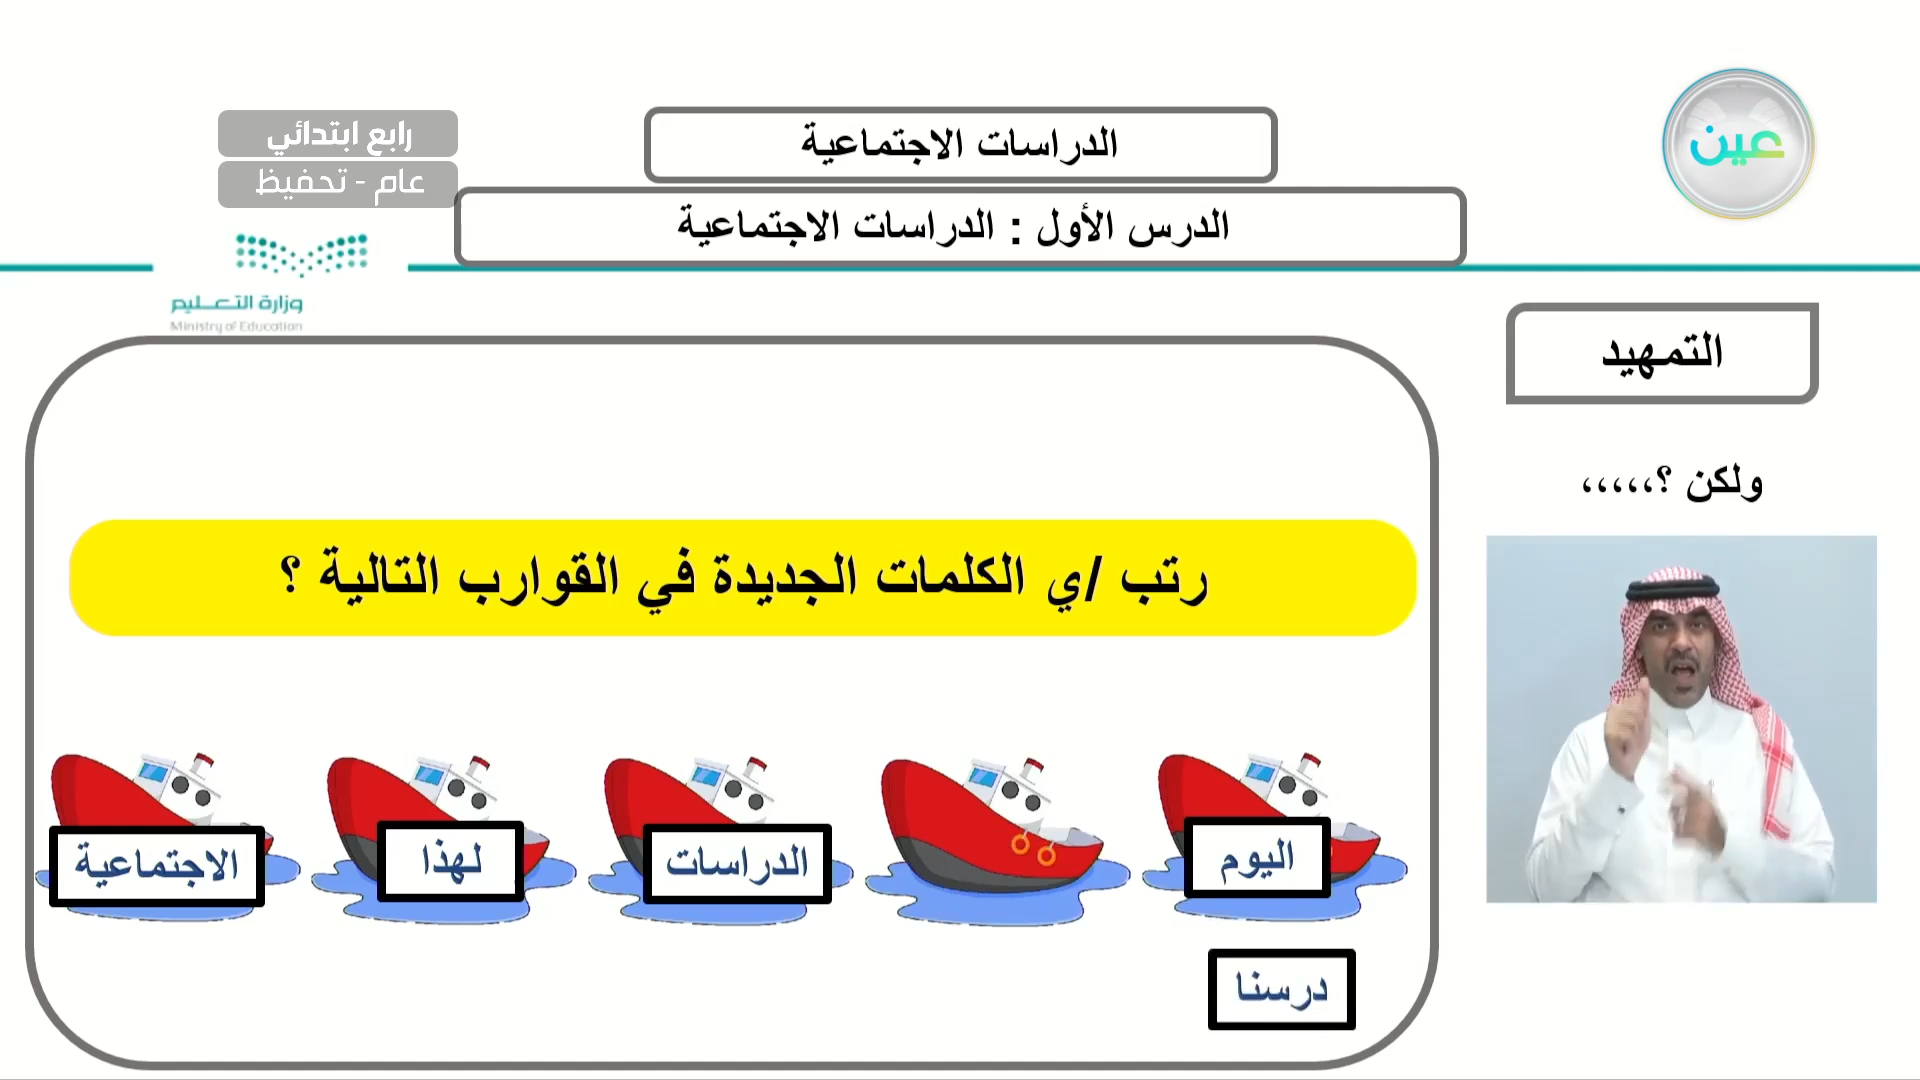 عين
الدراسات الاجتماعية
رابع ابتدائي
عام - تحفيظ
الدرس الأول : الدراسات الاجتماعية
وزارة التعليم
Ministry of Education
التمهيد
ولكن ؟،،،،،
رتب /ي الكلمات الجديدة في القوارب التالية ؟
اليوم
الدراسات
لهذا
الاجتماعية
درسنا